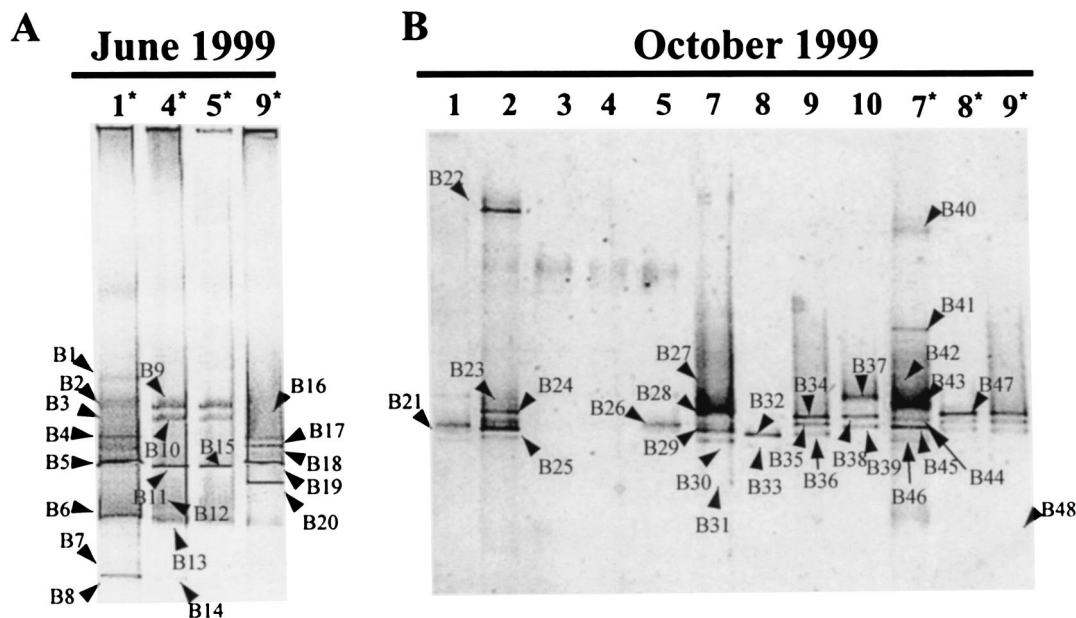 A
B
June 1999
October 1999
1* 4* 5* 9*
1 2 3 4 5 7 8 9 10 7* 8* 9*
B1
B2
B3
B4
B5
B6
B7
B8
B9
B10
B11
B12
B13
B14
B15
B16
B17
B18
B19
B20
B21
B22
B23
B24
B25
B26
B27
B28
B29
B30
B31
B32
B33
B34
B35
B36
B37
B38
B39
B40
B41
B42
B43
B44
B45
B46
B47
B48